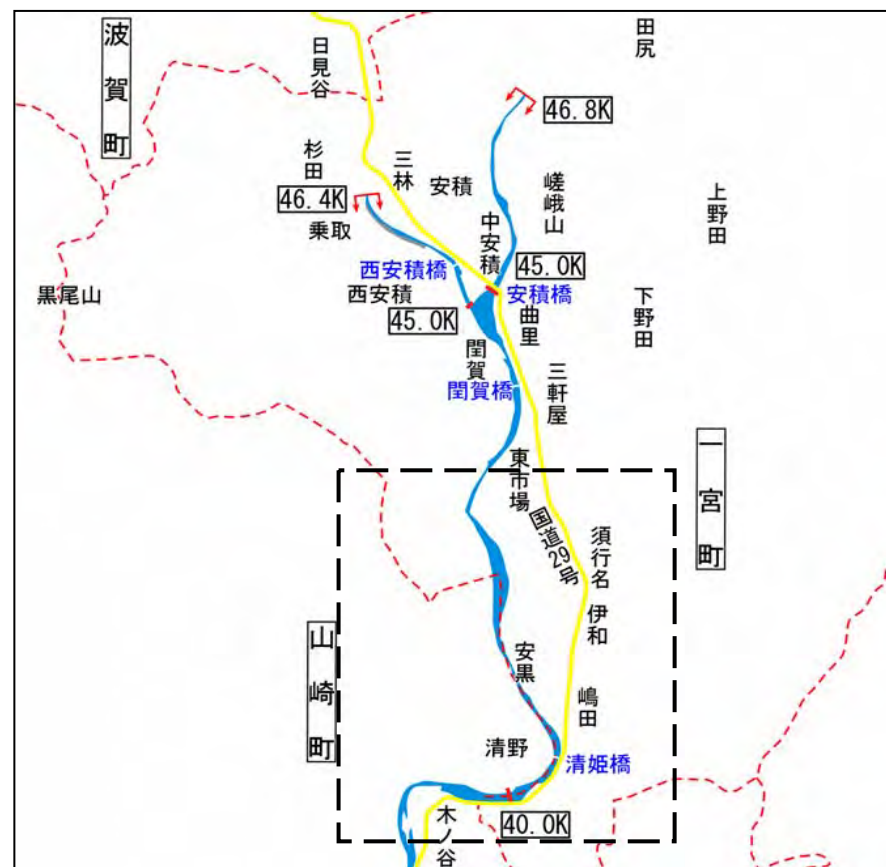 波賀町
日見谷
田尻
46.8K
杉田
三林
安積
嵯峨山
上野田
46.4K
乗取
中安積
西安積橋
45.0K
黒尾山
西安積
安積橋
下野田
45.0K
曲里
閏賀
三軒屋
閏賀橋
一宮町
東市場
国道29号
須行名
伊和
山崎町
安黒
嶋田
清野
清姫橋
木ノ谷
40.0K